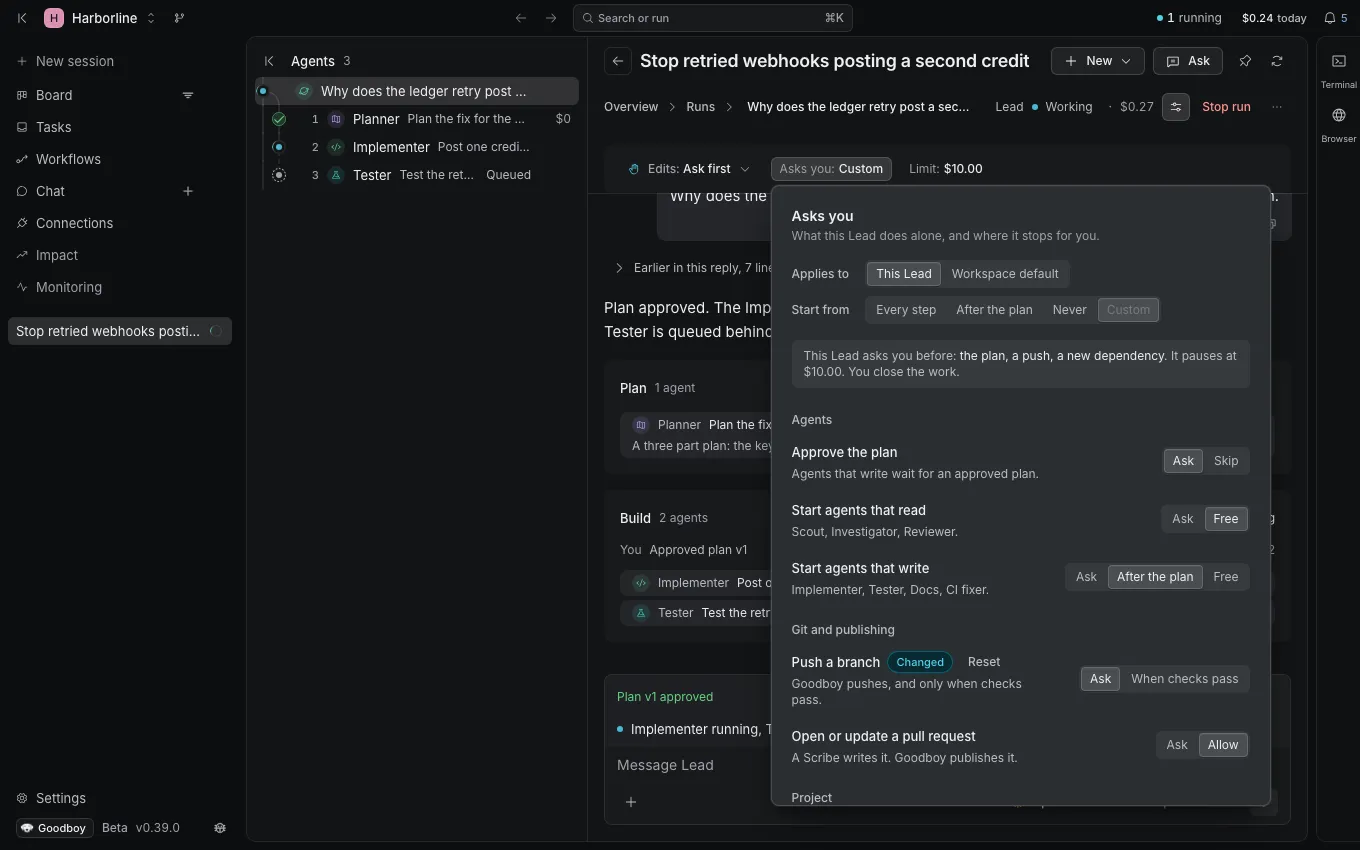 H Harborline
Search or run ⌘K
1 running $0.24 today 5
New session
Board
Tasks
Workflows
Chat
Connections
Impact
Monitoring
Stop retried webhooks posti...
Settings
Goodboy Beta v0.39.0
Agents 3
Why does the ledger retry post ...
1 Planner Plan the fix for the ... $0
2 Implementer Post one credi...
3 Tester Test the ret... Queued
Stop retried webhooks posting a second credit
New
Ask
Overview Runs Why does the ledger retry post a sec...
Lead Working · $0.27 Stop run ...
Edits: Ask first Asks you: Custom Limit: $10.00
Why does the
Earlier in this reply, 7 line
Plan approved. The Imp
Tester is queued behind
Plan 1 agent
Planner Plan the fix
A three part plan: the key
Build 2 agents
You Approved plan v1
Implementer Post o
Tester Test the retr
Plan v1 approved
Implementer running, T
Message Lead
Asks you
What this Lead does alone, and where it stops for you.
Applies to This Lead Workspace default
Start from Every step After the plan Never Custom
This Lead asks you before: the plan, a push, a new dependency. It pauses at
$10.00. You close the work.
Agents
Approve the plan
Agents that write wait for an approved plan.
Ask Skip
Start agents that read
Scout, Investigator, Reviewer.
Ask Free
Start agents that write
Implementer, Tester, Docs, CI fixer.
Ask After the plan Free
Git and publishing
Push a branch Changed Reset
Goodboy pushes, and only when checks
pass.
Ask When checks pass
Open or update a pull request
A Scribe writes it. Goodboy publishes it.
Ask Allow
Project
Terminal
Browser